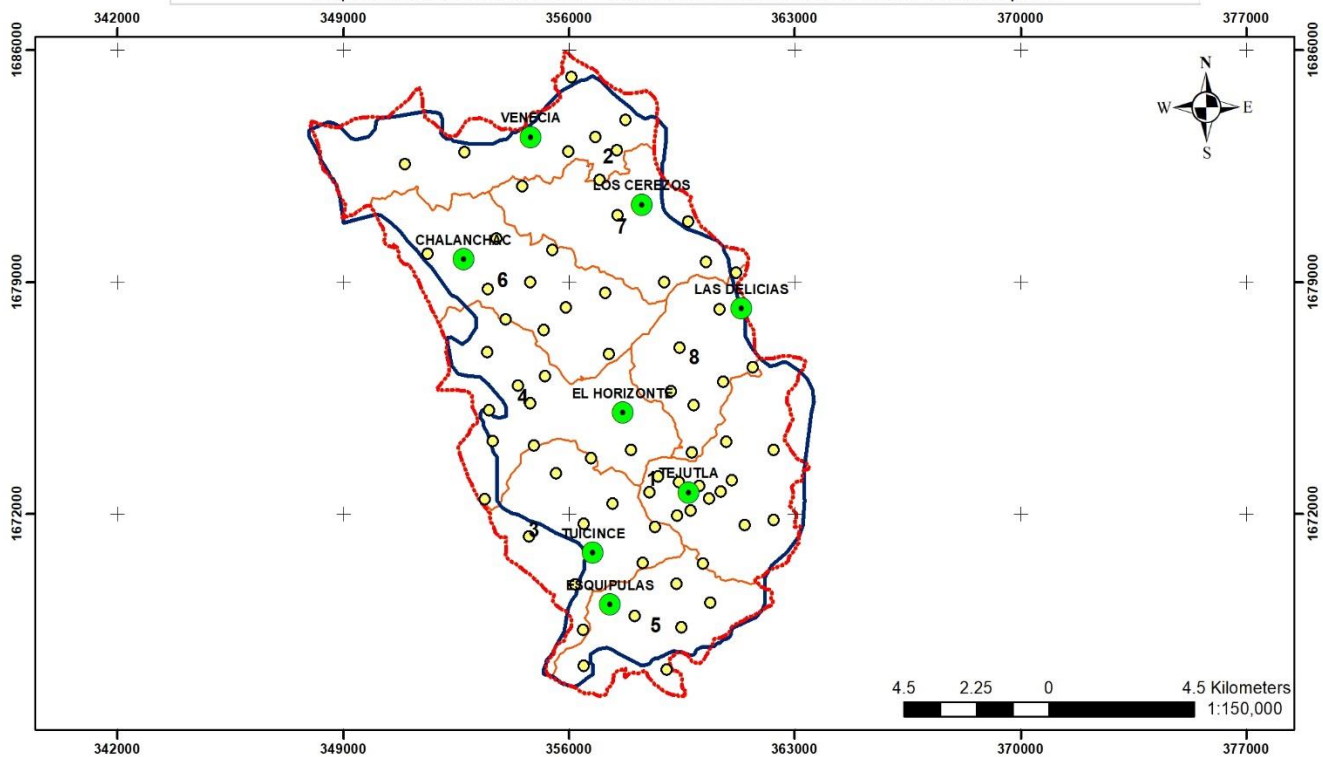 349000 356000 363000 370000 377000
342000
1686000 1686000
N
W E
S
VENECIA
2
LOS CEREZOS
7
CHALANCHAC
6
1679000 1679000
LAS DELICIAS
8
EL HORIZONTE
4
TEJUTLA
1
1672000 1672000
3
TUICINCE
ESQUIPULAS
5
4.5 2.25 0 4.5 Kilometers
1:150,000
342000 349000 356000 363000 370000 377000